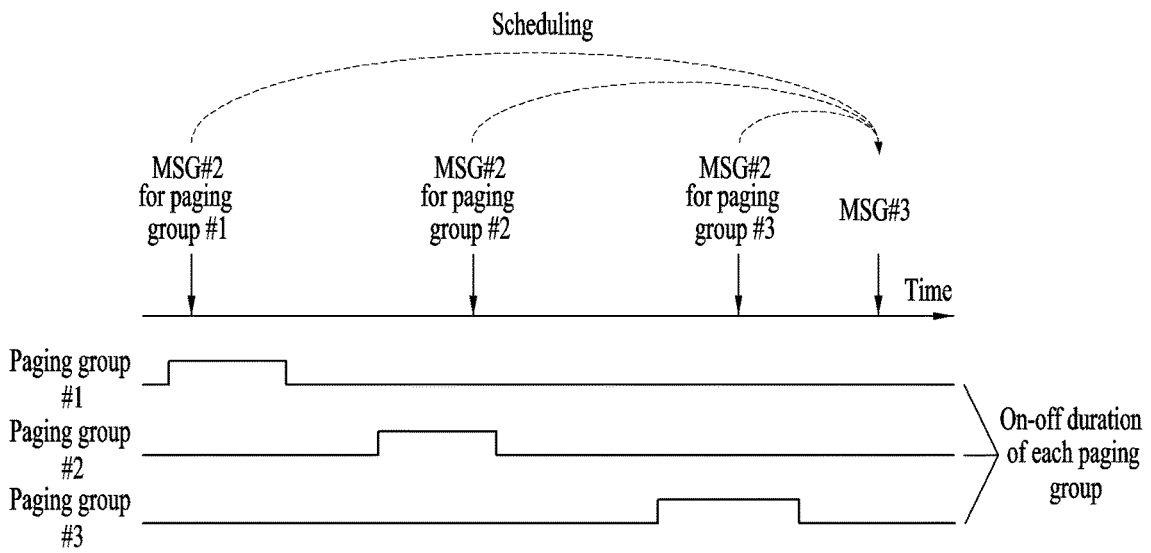 Scheduling
MSG#2
for paging
group #1
MSG#2
for paging
group #2
MSG#2
for paging
group #3
MSG#3
Time
Paging group
#1
Paging group
#2
Paging group
#3
On-off duration
of each paging
group